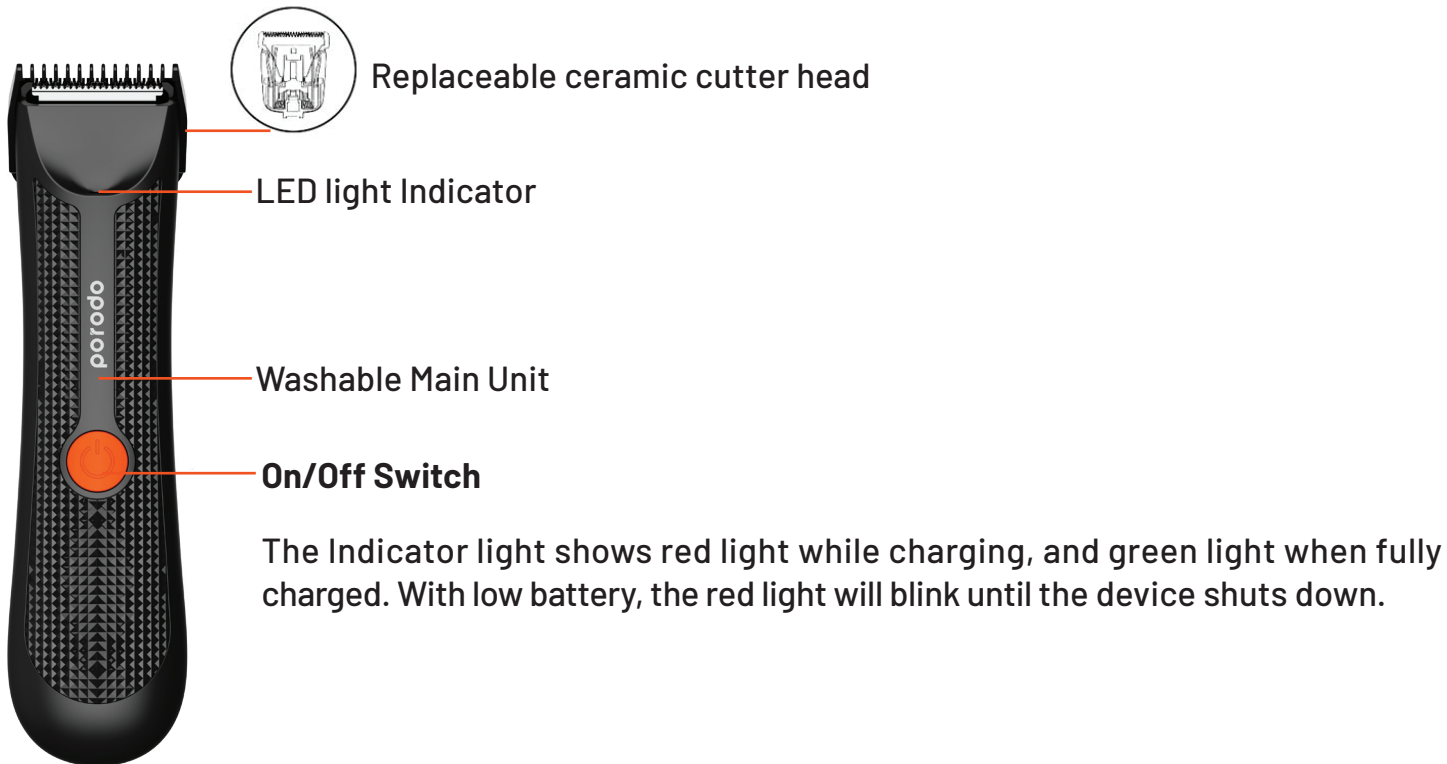 Replaceable ceramic cutter head
LED light Indicator
porodo
Washable Main Unit
On/Off Switch
The Indicator light shows red light while charging, and green light when fully
charged. With low battery, the red light will blink until the device shuts down.